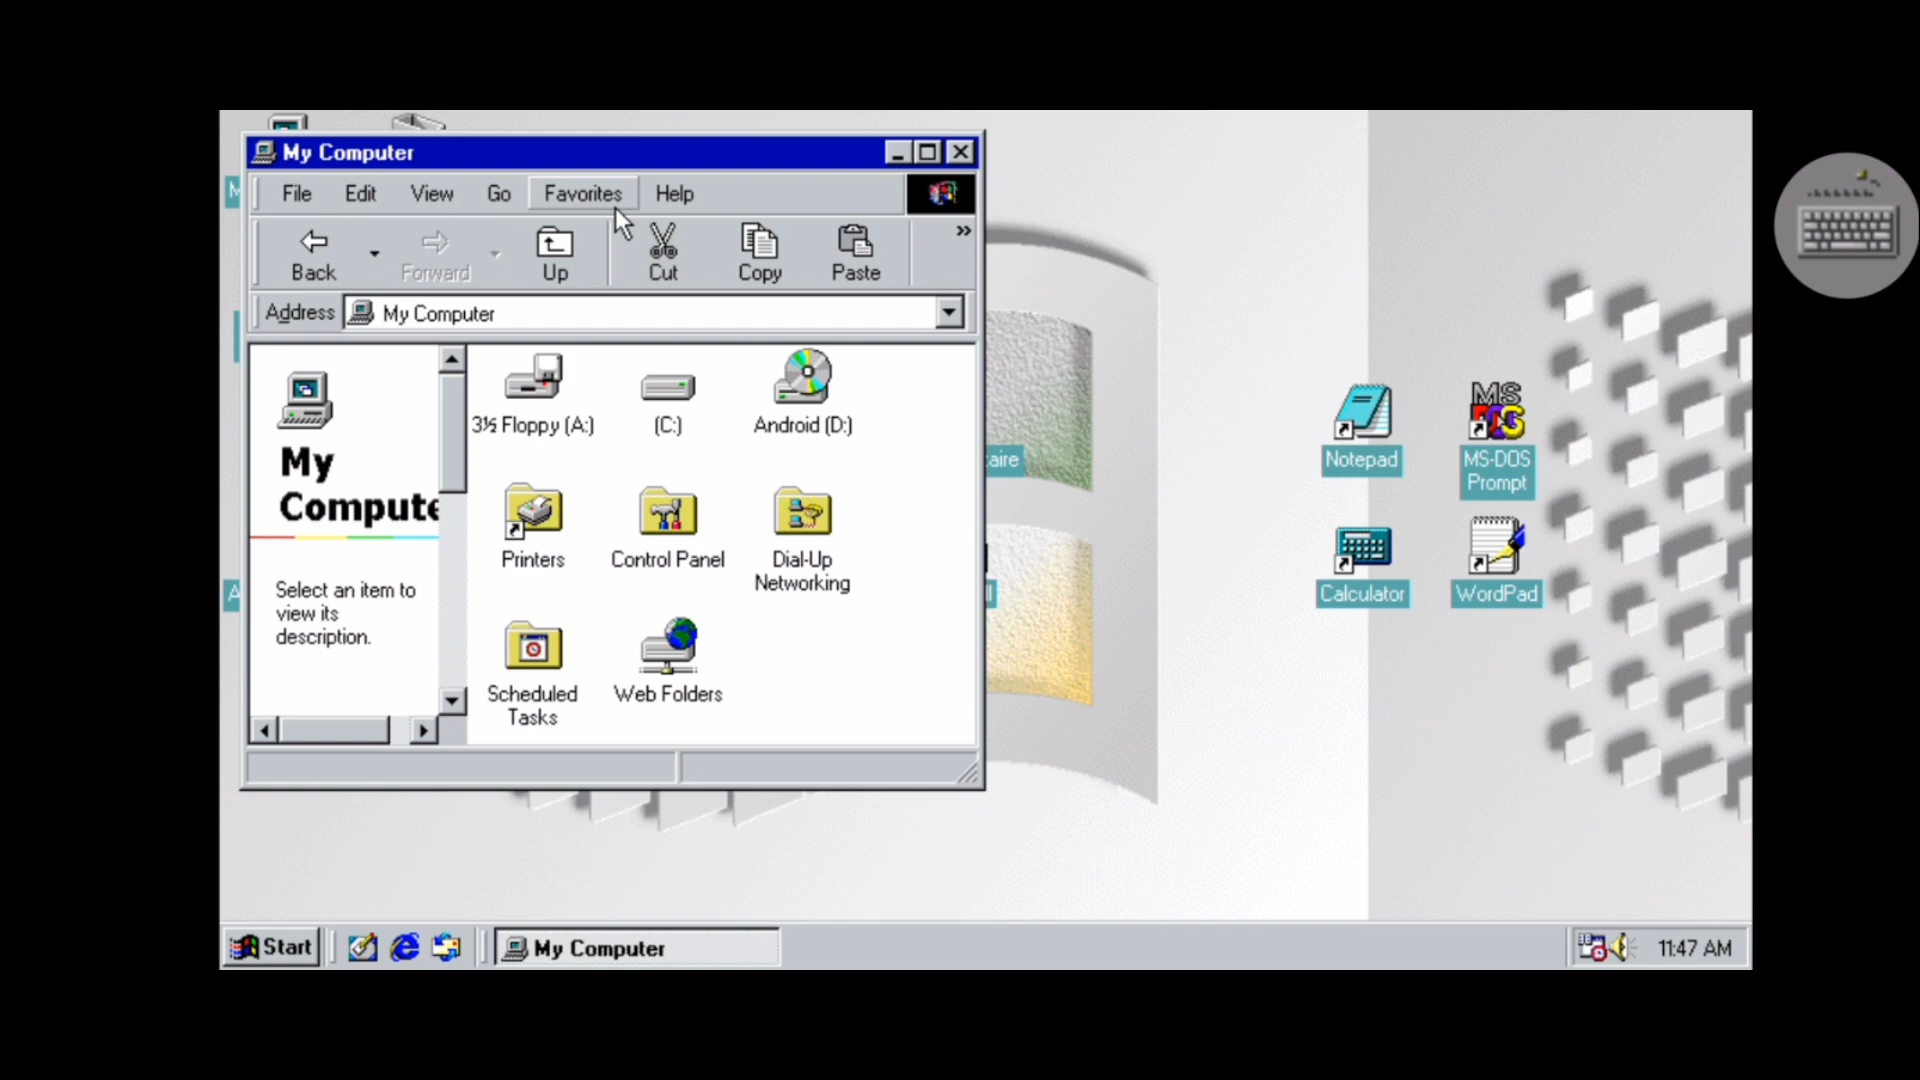 My Computer
File Edit View Go Favorites Help
Back Forward Up Cut Copy Paste »
Address My Computer
My
Compute
Select an item to
view its
description.
3½ Floppy (A:) (C:) Android (D:)
Printers Control Panel Dial-Up
Networking
Scheduled
Tasks
Web Folders
Notepad
MS-DOS
Prompt
Calculator
WordPad
Start My Computer 11:47 AM